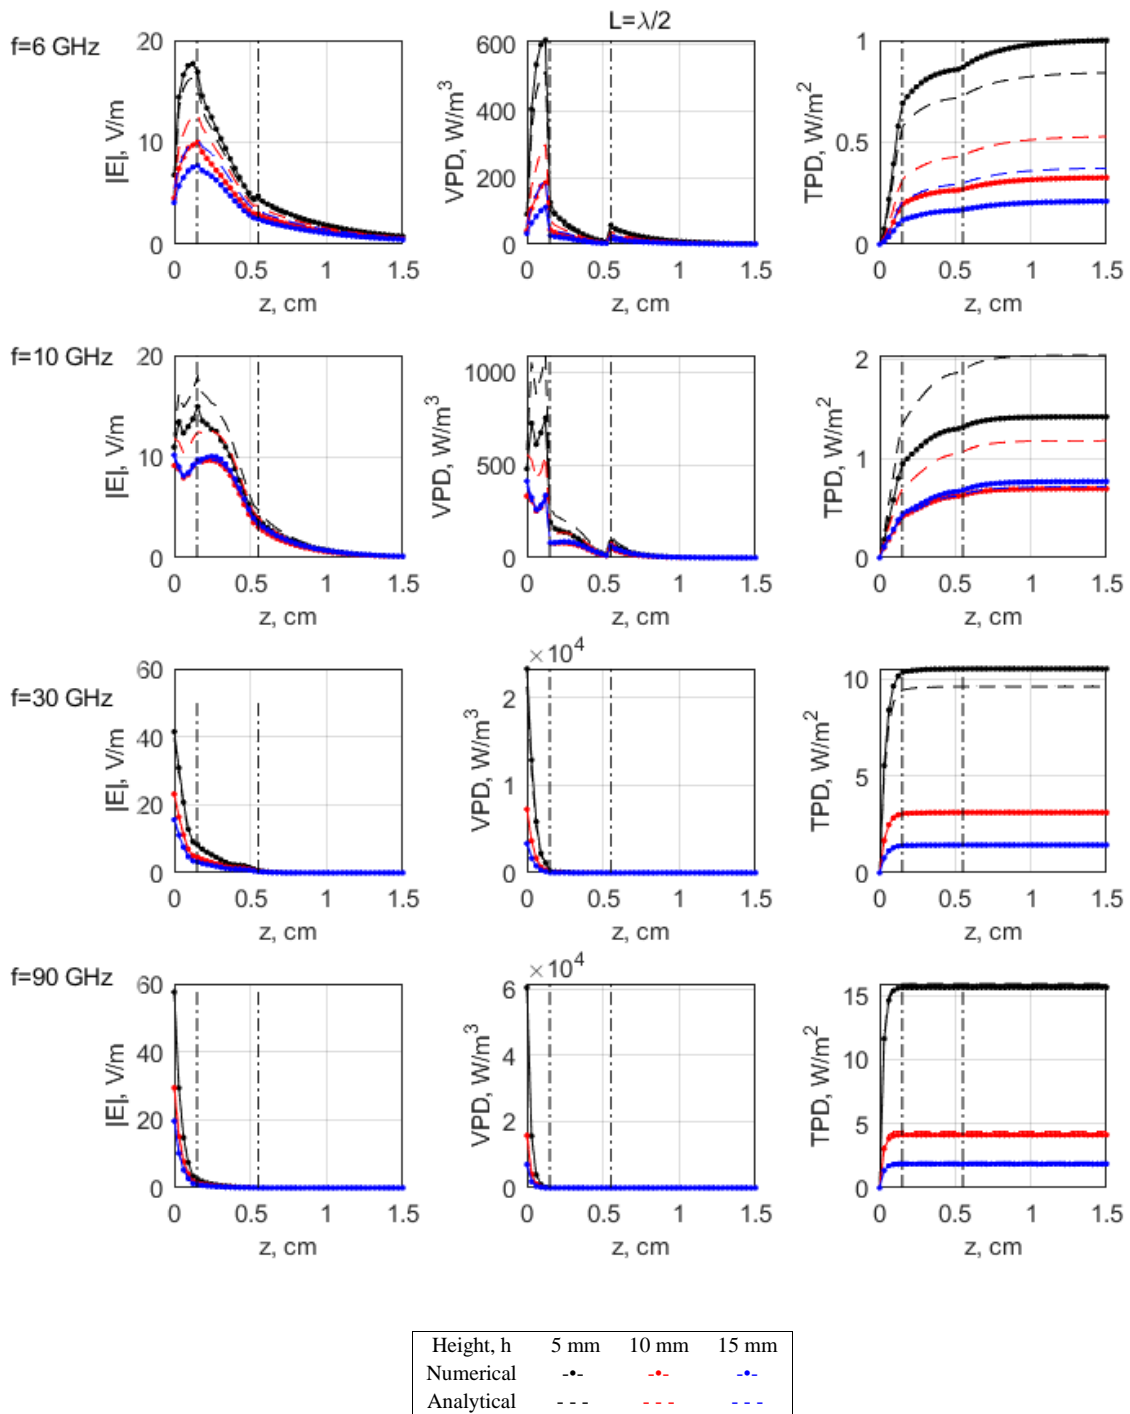 L=λ/2
f=6 GHz
20
10
0
|E|, V/m
0 0.5 1 1.5
z, cm
600
400
200
0
VPD, W/m³
0 0.5 1 1.5
z, cm
1
0.5
0
TPD, W/m²
0 0.5 1 1.5
z, cm
f=10 GHz
20
10
0
|E|, V/m
0 0.5 1 1.5
z, cm
1000
500
0
VPD, W/m³
0 0.5 1 1.5
z, cm
2
1
0
TPD, W/m²
0 0.5 1 1.5
z, cm
f=30 GHz
60
40
20
0
|E|, V/m
0 0.5 1 1.5
z, cm
×10⁴
2
1
0
VPD, W/m³
0 0.5 1 1.5
z, cm
10
5
0
TPD, W/m²
0 0.5 1 1.5
z, cm
f=90 GHz
60
40
20
0
|E|, V/m
0 0.5 1 1.5
z, cm
×10⁴
6
4
2
0
VPD, W/m³
0 0.5 1 1.5
z, cm
15
10
5
0
TPD, W/m²
0 0.5 1 1.5
z, cm
Height, h 5 mm 10 mm 15 mm
Numerical
Analytical